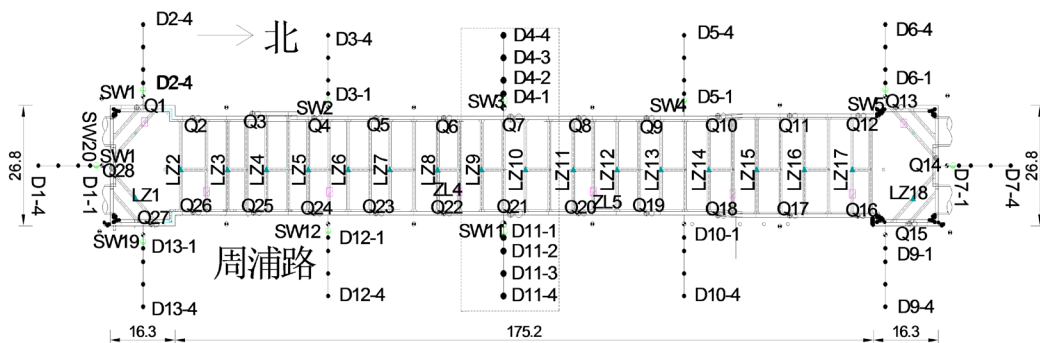 D2-4
北
D3-4
D4-4
D5-4
D6-4
D4-3
D4-2
D2-4
D3-1
D4-1
D5-1
D6-1
SW1
Q1
SW2
SW3
SW4
SW5
Q13
Q2
Q3
Q4
Q5
Q6
Q7
Q8
Q9
Q10
Q11
Q12
SW20
SW1
Q28
Q14
29.8
29.8
D1-4
D1-1
LZ1
LZ2
LZ3
LZ4
LZ5
LZ6
LZ7
LZ8
LZ9
LZ10
LZ11
LZ12
LZ13
LZ14
LZ15
LZ16
LZ17
LZ18
ZL4
ZL5
D7-1
D7-4
Q27
Q26
Q25
Q24
Q23
Q22
Q21
Q20
Q19
Q18
Q17
Q16
Q15
SW19
D13-1
SW12
D12-1
SW11
D11-1
D10-1
D9-1
周浦路
D11-2
D11-3
D13-4
D12-4
D11-4
D10-4
D9-4
16.3
175.2
16.3